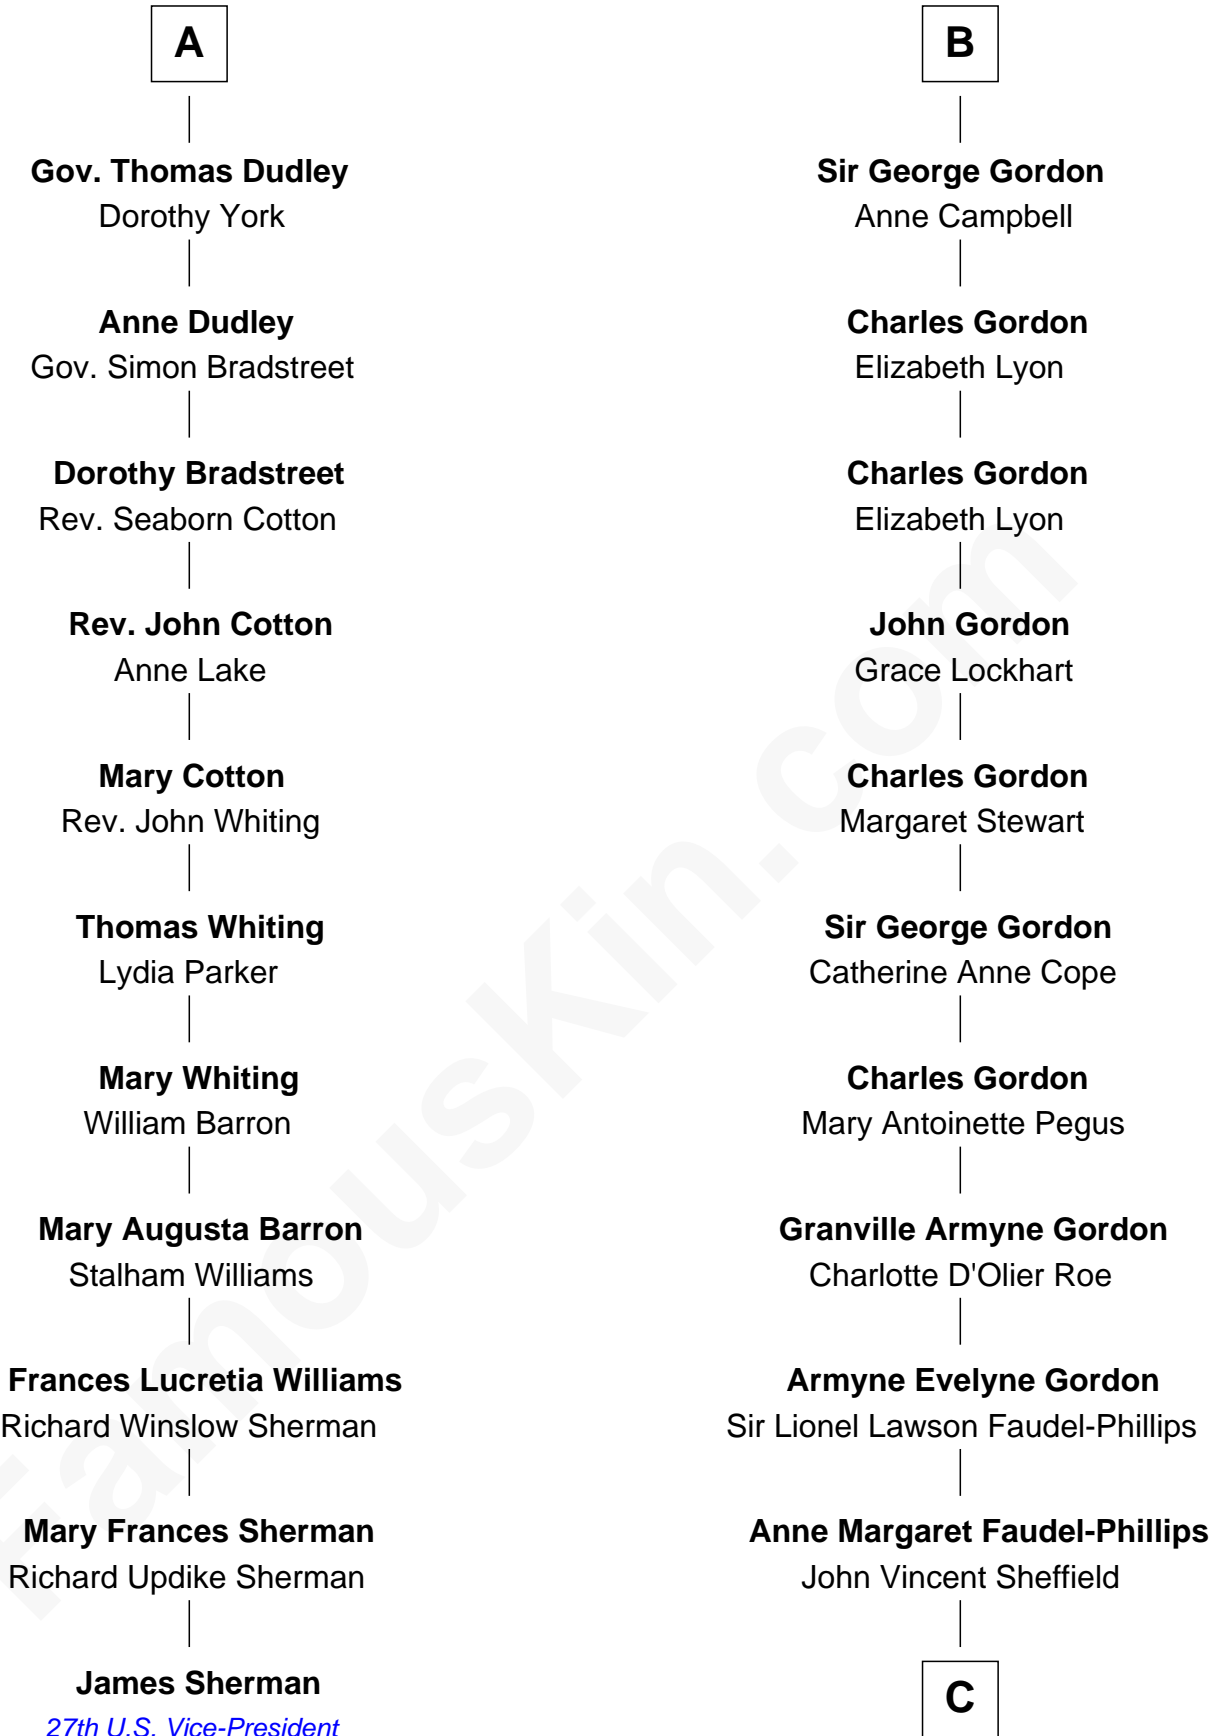 A
Gov. Thomas Dudley
Dorothy York
Anne Dudley
Gov. Simon Bradstreet
Dorothy Bradstreet
Rev. Seaborn Cotton
Rev. John Cotton
Anne Lake
Mary Cotton
Rev. John Whiting
Thomas Whiting
Lydia Parker
Mary Whiting
William Barron
Mary Augusta Barron
Stalham Williams
Frances Lucretia Williams
Richard Winslow Sherman
Mary Frances Sherman
Richard Updike Sherman
James Sherman
27th U.S. Vice-President
B
Sir George Gordon
Anne Campbell
Charles Gordon
Elizabeth Lyon
Charles Gordon
Elizabeth Lyon
John Gordon
Grace Lockhart
Charles Gordon
Margaret Stewart
Sir George Gordon
Catherine Anne Cope
Charles Gordon
Mary Antoinette Pegus
Granville Armyne Gordon
Charlotte D'Olier Roe
Armyne Evelyne Gordon
Sir Lionel Lawson Faudel-Phillips
Anne Margaret Faudel-Phillips
John Vincent Sheffield
C
FamousKin.com